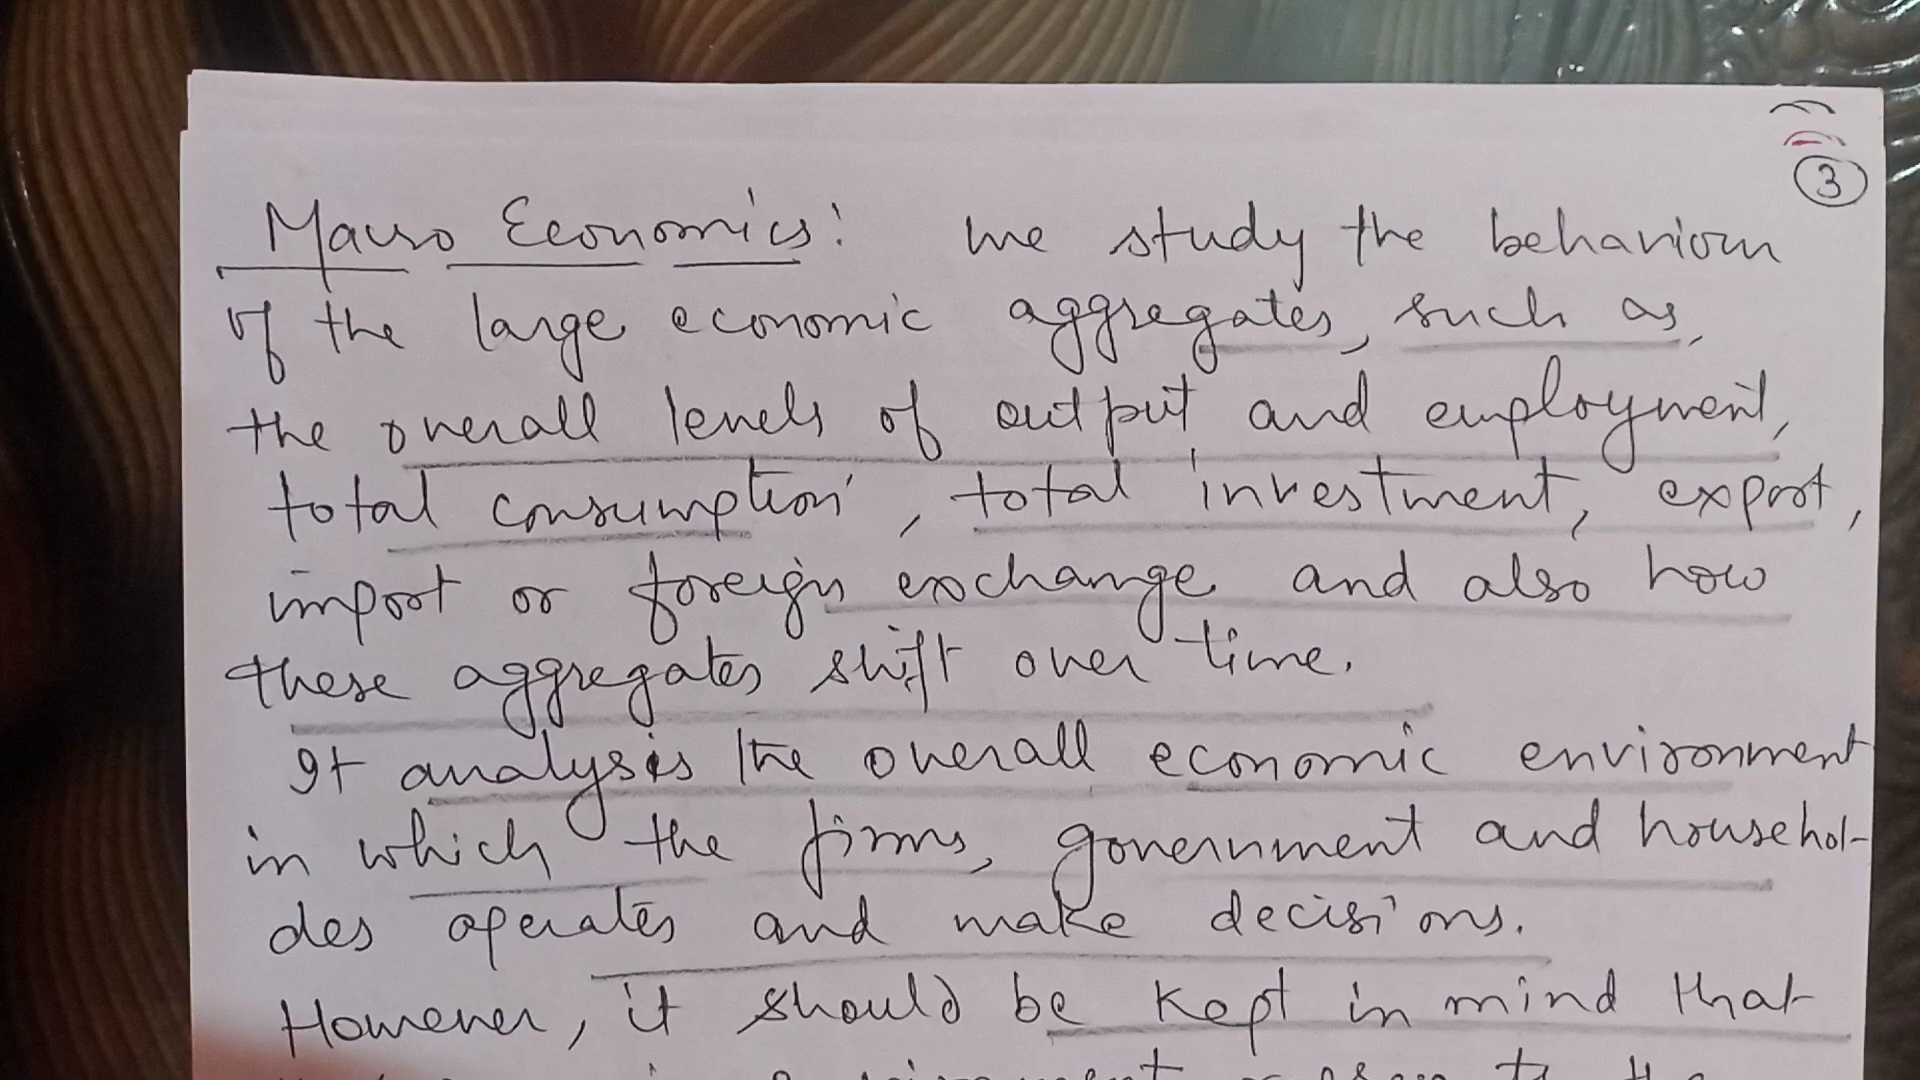 3
Macro Economics: we study the behaviour
of the large economic aggregates, such as,
the overall levels of output and employment,
total consumption, total investment, export,
import or foreign exchange and also how
these aggregates shift over time.
It analysis the overall economic environment
in which the firms, government and househol-
des operates and make decisions.
However, it should be kept in mind that